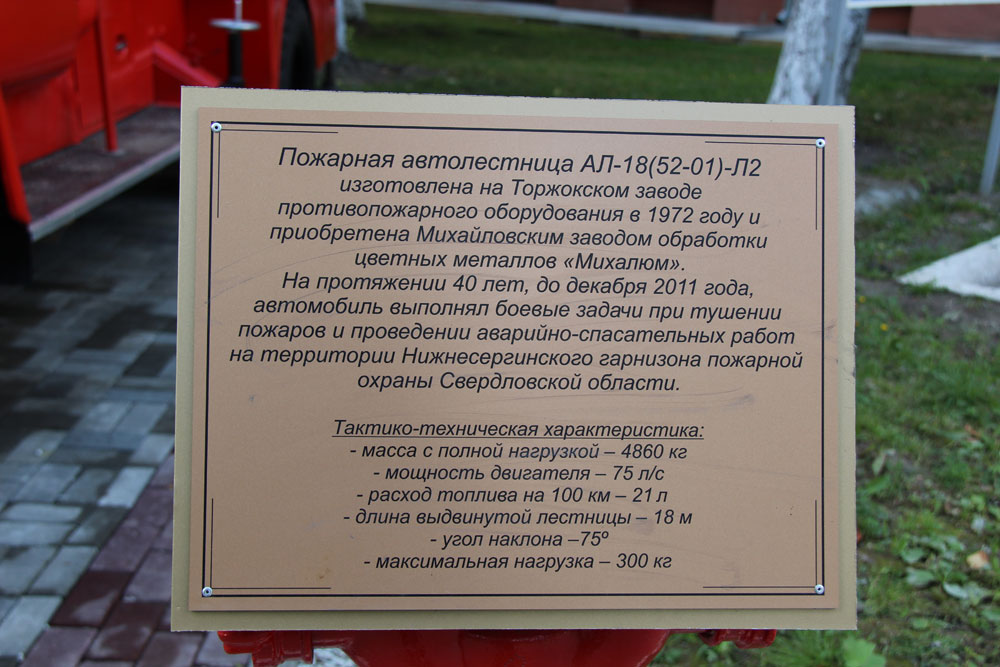 Пожарная автолестница АЛ-18(52-01)-Л2
изготовлена на Торжокском заводе
противопожарного оборудования в 1972 году и
приобретена Михайловским заводом обработки
цветных металлов «Михалюм».
На протяжении 40 лет, до декабря 2011 года,
автомобиль выполнял боевые задачи при тушении
пожаров и проведении аварийно-спасательных работ
на территории Нижнесергинского гарнизона пожарной
охраны Свердловской области.
Тактико-техническая характеристика:
- масса с полной нагрузкой – 4860 кг
- мощность двигателя – 75 л/с
- расход топлива на 100 км – 21 л
- длина выдвинутой лестницы – 18 м
- угол наклона –75º
- максимальная нагрузка – 300 кг